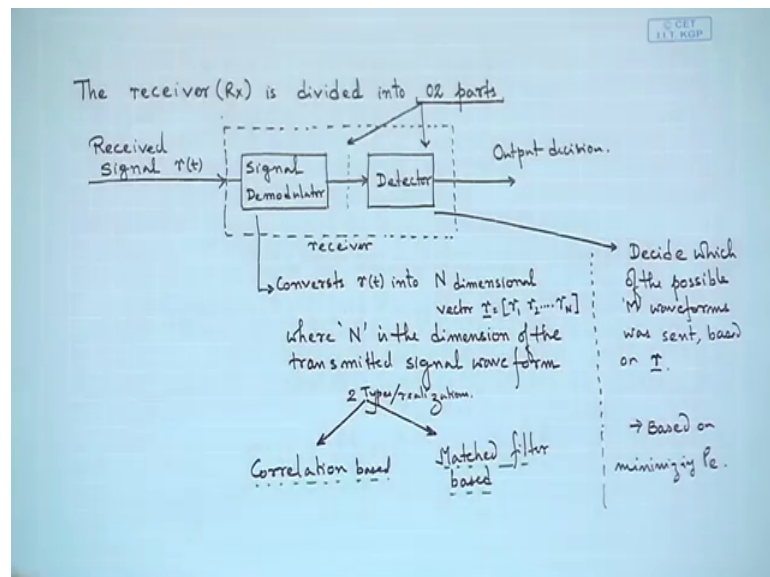 © CET
I.I.T. KGP
The receiver (Rx) is divided into 02 parts
Received
Signal r(t)
Signal
Demodulator
Detector
Output decision.
receiver
Conversts r(t) into N dimensional
vector r = [r1 r2 .... rN]
where 'N' is the dimension of the
transmitted signal waveform
2 Types/realizations.
Correlation based
Matched filter
based
Decide which
of the possible
'M' waveforms
was sent, based
on r.
→ Based on
minimizing Pe.